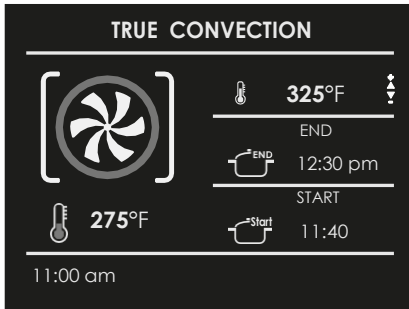 TRUE CONVECTION
325°F
END
END
12:30 pm
START
275°F
Start
11:40
11:00 am